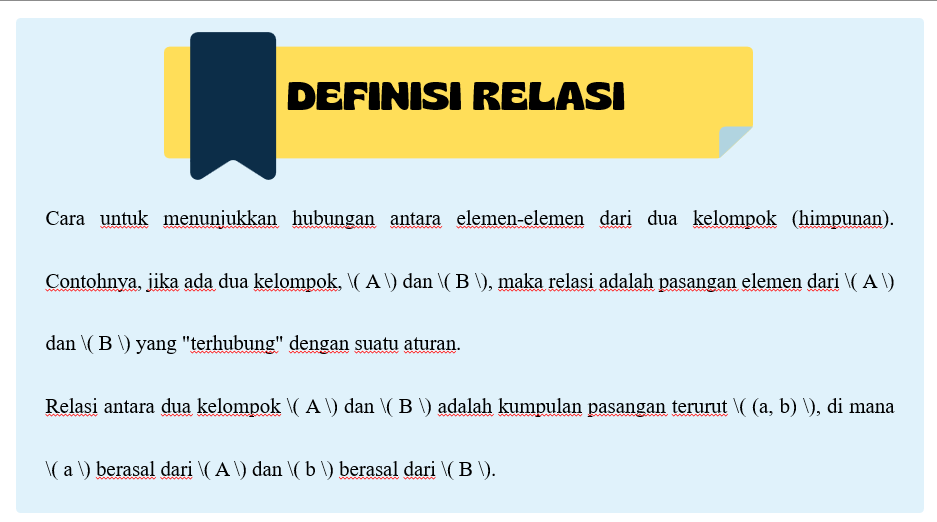 DEFINISI RELASI
Cara untuk menunjukkan hubungan antara elemen-elemen dari dua kelompok (himpunan).
Contohnya, jika ada dua kelompok, \( A \) dan \( B \), maka relasi adalah pasangan elemen dari \( A \)
dan \( B \) yang "terhubung" dengan suatu aturan.
Relasi antara dua kelompok \( A \) dan \( B \) adalah kumpulan pasangan terurut \( (a, b) \), di mana
\( a \) berasal dari \( A \) dan \( b \) berasal dari \( B \).